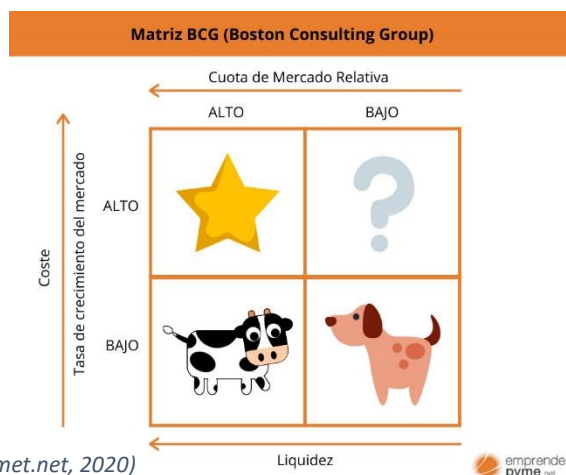 Matriz BCG (Boston Consulting Group)
Cuota de Mercado Relativa
ALTO BAJO
Coste
Tasa de crecimiento del mercado
ALTO
?
BAJO
Liquidez
met.net, 2020)
emprende
pyme.net